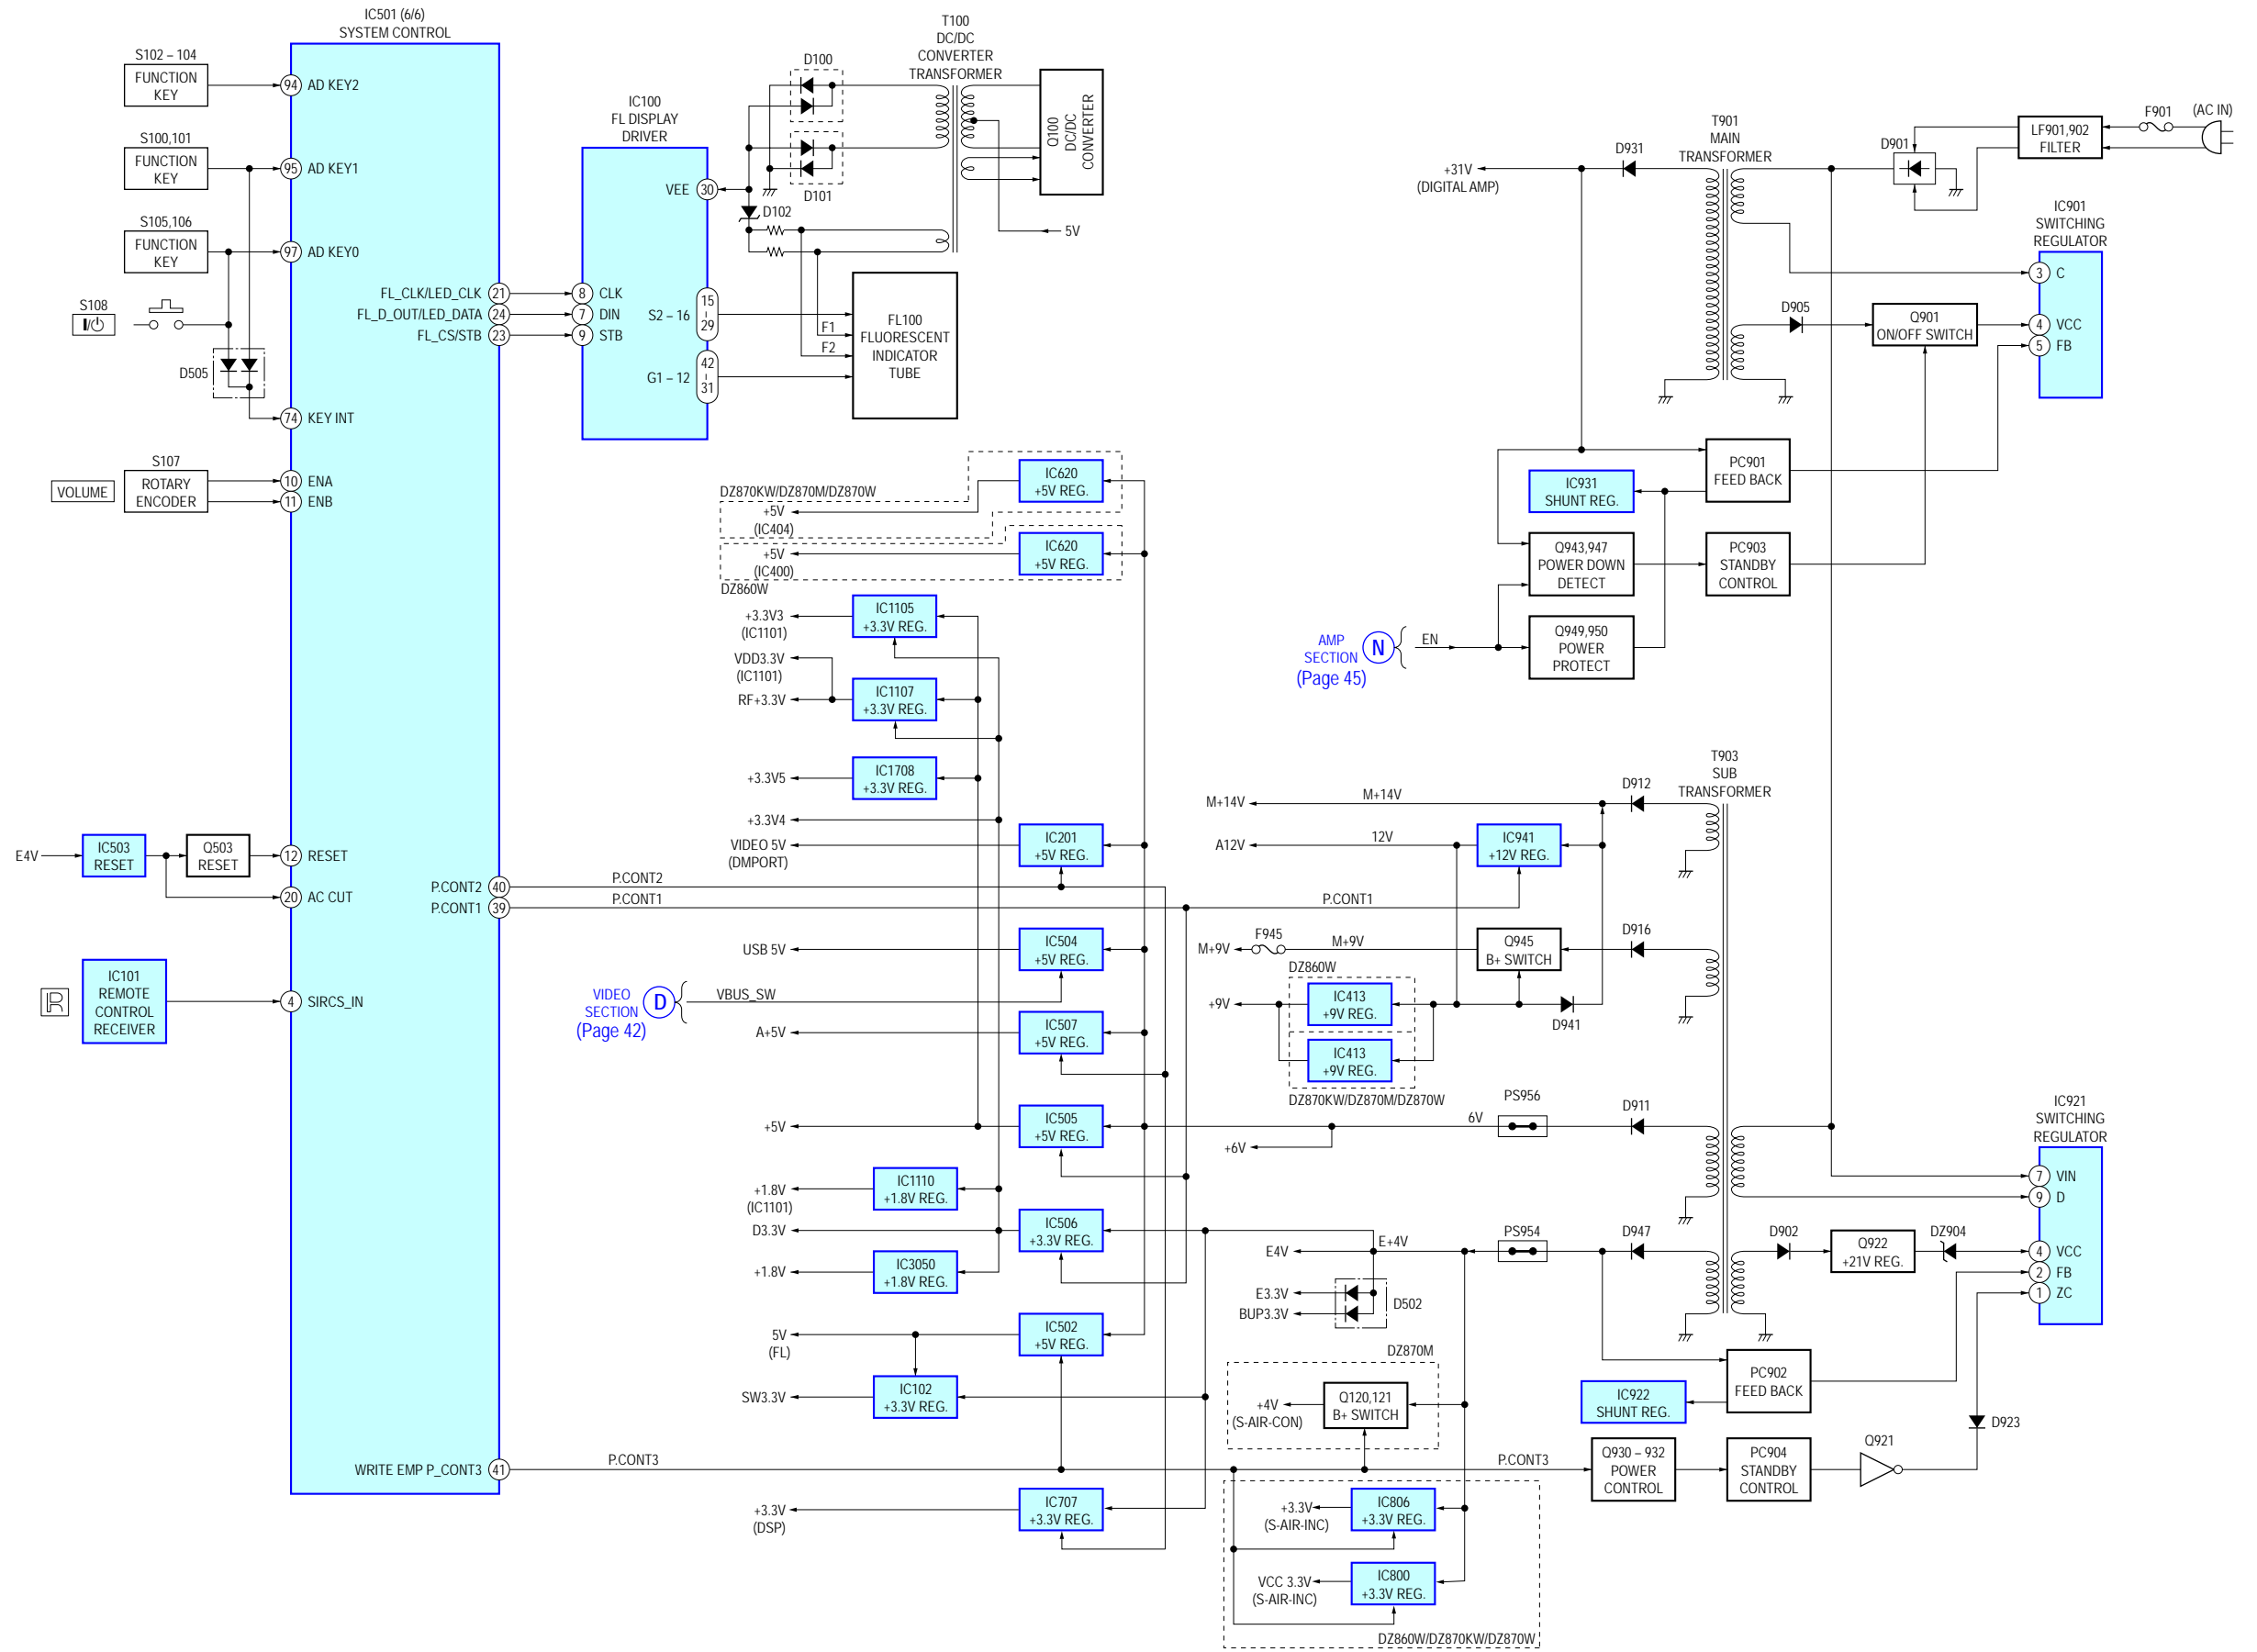 IC501 (6/6)
SYSTEM CONTROL
S102 – 104
FUNCTION
KEY
94
AD KEY2
S100,101
FUNCTION
KEY
95
AD KEY1
S105,106
FUNCTION
KEY
97
AD KEY0
S108
I/
D505
74
KEY INT
VOLUME
S107
ROTARY
ENCODER
10
ENA
11
ENB
E4V
IC503
RESET
Q503
RESET
12
RESET
20
AC CUT
R
IC101
REMOTE
CONTROL
RECEIVER
4
SIRCS_IN
FL_CLK/LED_CLK
21
FL_D_OUT/LED_DATA
24
FL_CS/STB
23
P.CONT2
40
P.CONT1
39
WRITE EMP P_CONT3
41
IC100
FL DISPLAY
DRIVER
8
CLK
7
DIN
9
STB
VEE
30
S2 – 16
15
–
29
G1 – 12
42
–
31
D100
D101
D102
T100
DC/DC
CONVERTER
TRANSFORMER
Q100
DC/DC
CONVERTER
5V
F1
F2
FL100
FLUORESCENT
INDICATOR
TUBE
DZ870KW/DZ870M/DZ870W
+5V
(IC404)
IC620
+5V REG.
+5V
(IC400)
IC620
+5V REG.
DZ860W
+3.3V3
(IC1101)
IC1105
+3.3V REG.
VDD3.3V
(IC1101)
RF+3.3V
IC1107
+3.3V REG.
+3.3V5
IC1708
+3.3V REG.
+3.3V4
VIDEO 5V
(DMPORT)
IC201
+5V REG.
P.CONT2
P.CONT1
P.CONT1
USB 5V
IC504
+5V REG.
VIDEO
SECTION
(Page 42)
D
VBUS_SW
A+5V
IC507
+5V REG.
+5V
IC505
+5V REG.
+1.8V
(IC1101)
IC1110
+1.8V REG.
D3.3V
IC506
+3.3V REG.
+1.8V
IC3050
+1.8V REG.
5V
(FL)
IC502
+5V REG.
SW3.3V
IC102
+3.3V REG.
P.CONT3
P.CONT3
+3.3V
(DSP)
IC707
+3.3V REG.
+31V
(DIGITAL AMP)
D931
T901
MAIN
TRANSFORMER
D901
LF901,902
FILTER
F901
(AC IN)
IC901
SWITCHING
REGULATOR
3
C
4
VCC
5
FB
D905
Q901
ON/OFF SWITCH
PC901
FEED BACK
IC931
SHUNT REG.
Q943,947
POWER DOWN
DETECT
PC903
STANDBY
CONTROL
AMP
SECTION
(Page 45)
N
EN
Q949,950
POWER
PROTECT
T903
SUB
TRANSFORMER
M+14V
M+14V
D912
A12V
12V
IC941
+12V REG.
M+9V
F945
M+9V
Q945
B+ SWITCH
D916
DZ860W
+9V
IC413
+9V REG.
D941
IC413
+9V REG.
DZ870KW/DZ870M/DZ870W
PS956
6V
D911
+6V
IC921
SWITCHING
REGULATOR
7
VIN
9
D
4
VCC
2
FB
1
ZC
E4V
E+4V
PS954
D947
D902
Q922
+21V REG.
DZ904
E3.3V
BUP3.3V
D502
DZ870M
+4V
(S-AIR-CON)
Q120,121
B+ SWITCH
PC902
FEED BACK
IC922
SHUNT REG.
D923
Q930 – 932
POWER
CONTROL
PC904
STANDBY
CONTROL
Q921
+3.3V
(S-AIR-INC)
IC806
+3.3V REG.
VCC 3.3V
(S-AIR-INC)
IC800
+3.3V REG.
DZ860W/DZ870KW/DZ870W